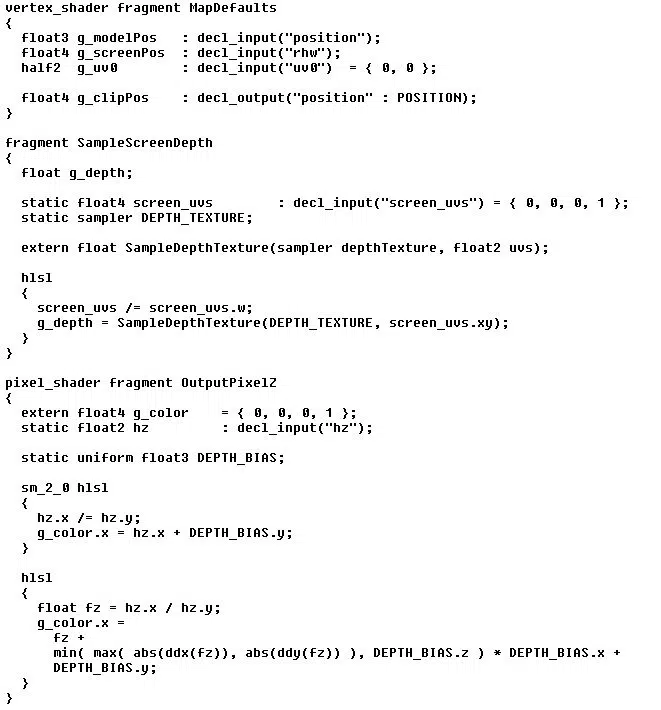 vertex_shader fragment MapDefaults
{
  float3 g_modelPos   : decl_input("position");
  float4 g_screenPos  : decl_input("rhw");
  half2  g_uv0        : decl_input("uv0")  = { 0, 0 };
  float4 g_clipPos    : decl_output("position" : POSITION);
}
fragment SampleScreenDepth
{
  float g_depth;
  static float4 screen_uvs        : decl_input("screen_uvs") = { 0, 0, 0, 1 };
  static sampler DEPTH_TEXTURE;
  extern float SampleDepthTexture(sampler depthTexture, float2 uvs);
  hlsl
  {
    screen_uvs /= screen_uvs.w;
    g_depth = SampleDepthTexture(DEPTH_TEXTURE, screen_uvs.xy);
  }
}
pixel_shader fragment OutputPixelZ
{
  extern float4 g_color    = { 0, 0, 0, 1 };
  static float2 hz         : decl_input("hz");
  static uniform float3 DEPTH_BIAS;
  sm_2_0 hlsl
  {
    hz.x /= hz.y;
    g_color.x = hz.x + DEPTH_BIAS.y;
  }
  hlsl
  {
    float fz = hz.x / hz.y;
    g_color.x =
      fz +
      min( max( abs(ddx(fz)), abs(ddy(fz)) ), DEPTH_BIAS.z ) * DEPTH_BIAS.x +
      DEPTH_BIAS.y;
  }
}